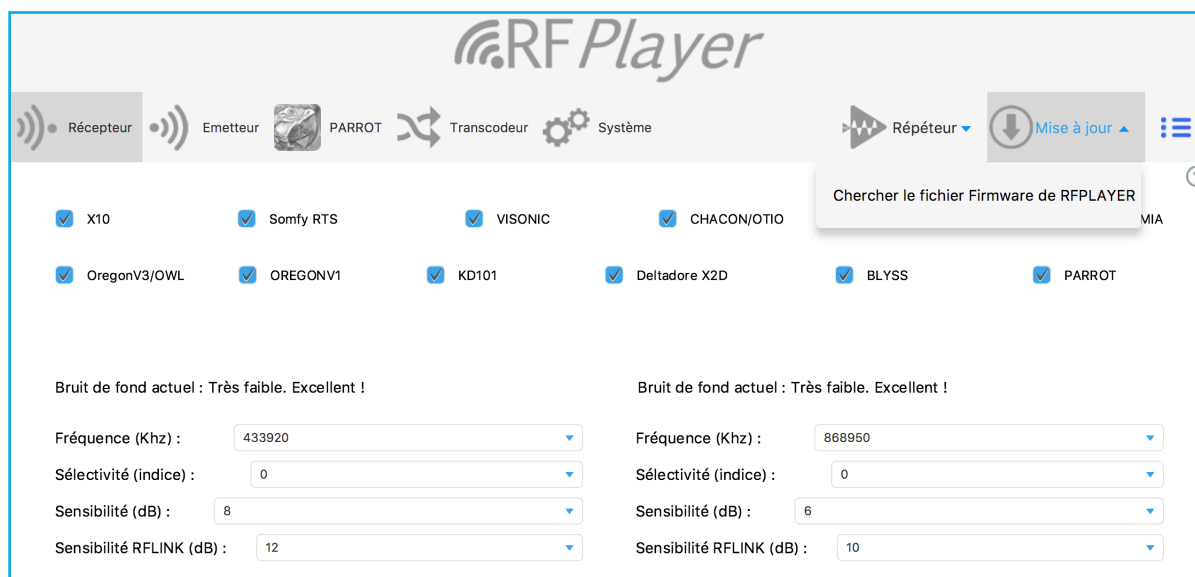 RFPlayer
Récepteur Emetteur PARROT Transcodeur Système Répéteur Mise à jour
Chercher le fichier Firmware de RFPLAYER
X10 Somfy RTS VISONIC CHACON/OTIO MIA
OregonV3/OWL OREGONV1 KD101 Deltadore X2D BLYSS PARROT
Bruit de fond actuel : Très faible. Excellent ! Bruit de fond actuel : Très faible. Excellent !
Fréquence (Khz) : 433920 Fréquence (Khz) : 868950
Sélectivité (indice) : 0 Sélectivité (indice) : 0
Sensibilité (dB) : 8 Sensibilité (dB) : 6
Sensibilité RFLINK (dB) : 12 Sensibilité RFLINK (dB) : 10